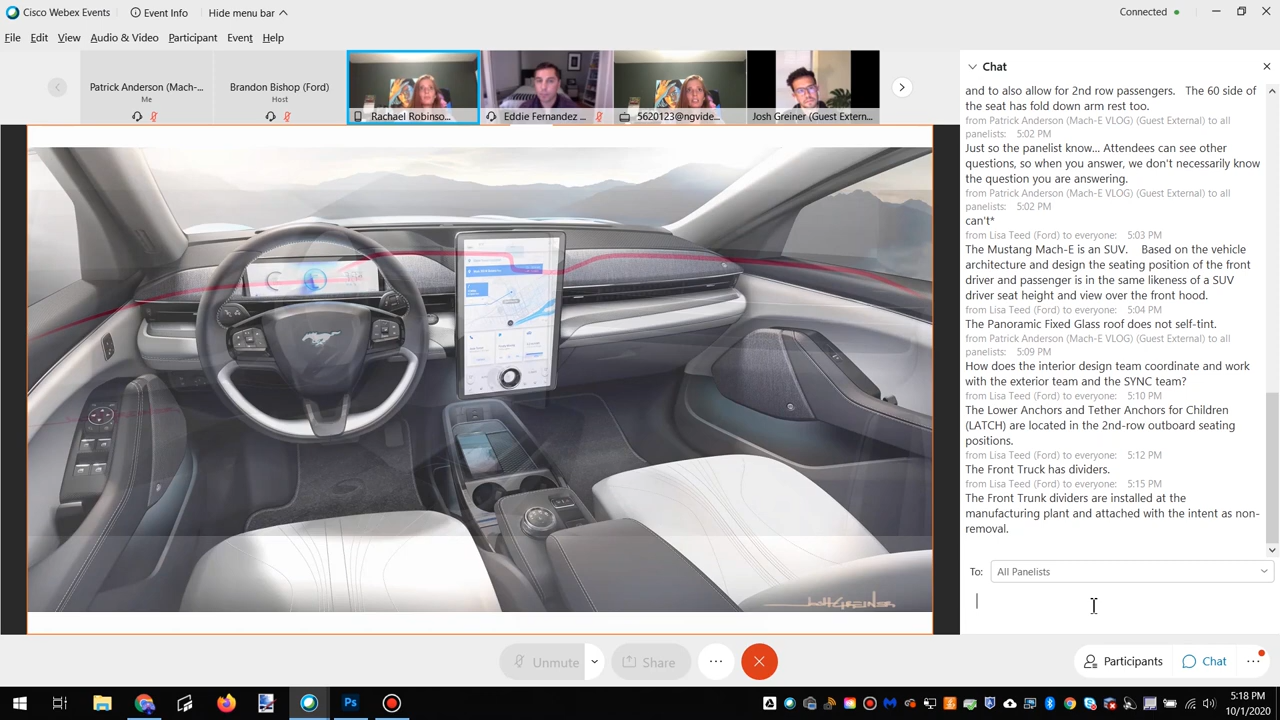 Cisco Webex Events
Event Info
Hide menu bar
Connected
File Edit View Audio & Video Participant Event Help
Patrick Anderson (Mach-...
Me
Brandon Bishop (Ford)
Host
Rachael Robinso...
Eddie Fernandez ...
5620123@ngvide...
Josh Greiner (Guest Extern...
Chat
and to also allow for 2nd row passengers. The 60 side of
the seat has fold down arm rest too.
from Patrick Anderson (Mach-E VLOG) (Guest External) to all
panelists: 5:02 PM
Just so the panelist know... Attendees can see other
questions, so when you answer, we don't necessarily know
the question you are answering.
from Patrick Anderson (Mach-E VLOG) (Guest External) to all
panelists: 5:02 PM
can't*
from Lisa Teed (Ford) to everyone: 5:03 PM
The Mustang Mach-E is an SUV. Based on the vehicle
architecture and design the seating position of the front
driver and passenger is in the same likeness of a SUV
driver seat height and view over the front hood.
from Lisa Teed (Ford) to everyone: 5:04 PM
The Panoramic Fixed Glass roof does not self-tint.
from Patrick Anderson (Mach-E VLOG) (Guest External) to all
panelists: 5:09 PM
How does the interior design team coordinate and work
with the exterior team and the SYNC team?
from Lisa Teed (Ford) to everyone: 5:10 PM
The Lower Anchors and Tether Anchors for Children
(LATCH) are located in the 2nd-row outboard seating
positions.
from Lisa Teed (Ford) to everyone: 5:12 PM
The Front Truck has dividers.
from Lisa Teed (Ford) to everyone: 5:15 PM
The Front Trunk dividers are installed at the
manufacturing plant and attached with the intent as non-
removal.
To: All Panelists
Unmute
Share
Participants
Chat
5:18 PM
10/1/2020